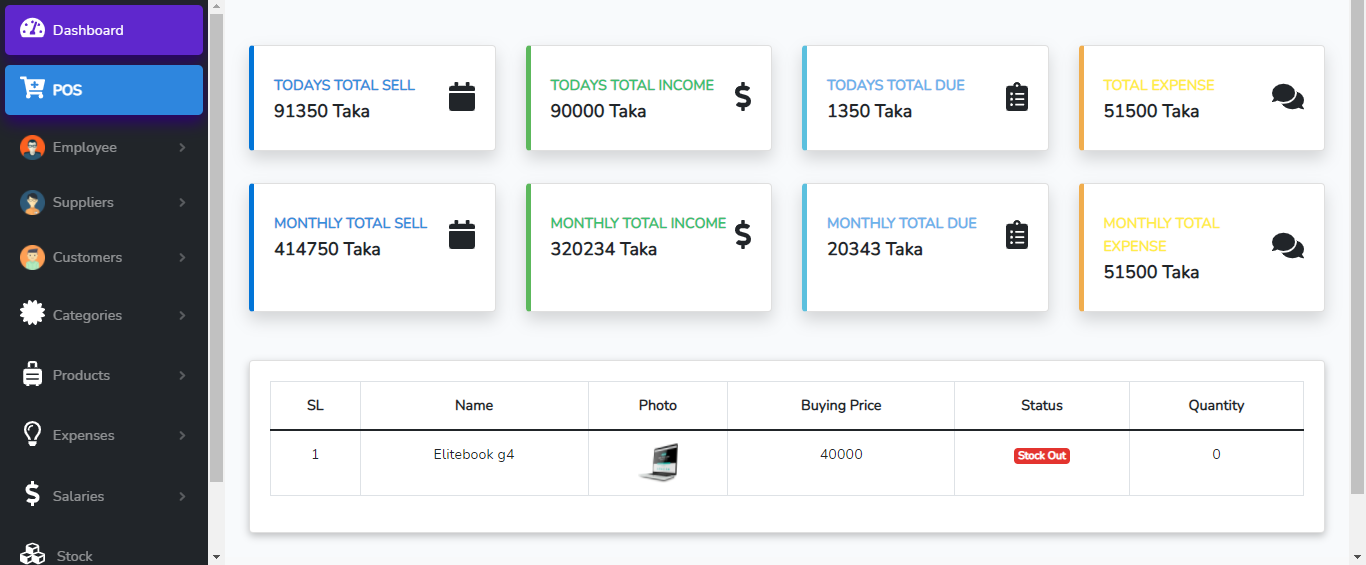 Dashboard
POS
Employee
Suppliers
Customers
Categories
Products
Expenses
Salaries
Stock
TODAYS TOTAL SELL
91350 Taka
TODAYS TOTAL INCOME
90000 Taka
TODAYS TOTAL DUE
1350 Taka
TOTAL EXPENSE
51500 Taka
MONTHLY TOTAL SELL
414750 Taka
MONTHLY TOTAL INCOME
320234 Taka
MONTHLY TOTAL DUE
20343 Taka
MONTHLY TOTAL
EXPENSE
51500 Taka
SL Name Photo Buying Price Status Quantity
1 Elitebook g4 40000 Stock Out 0